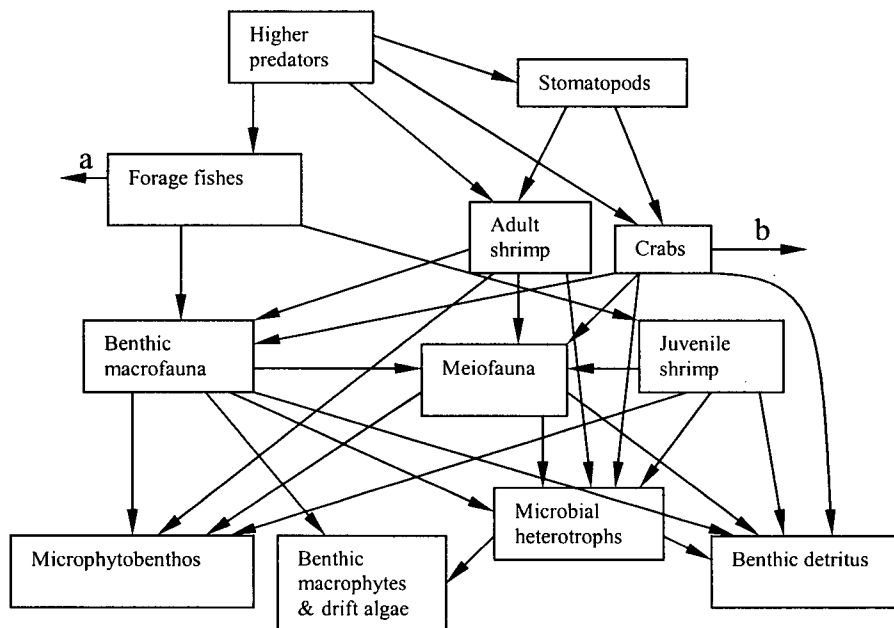 Higher
predators
Stomatopods
a
Forage fishes
Adult
shrimp
Crabs
b
Benthic
macrofauna
Meiofauna
Juvenile
shrimp
Microphytobenthos
Benthic
macrophytes
& drift algae
Microbial
heterotrophs
Benthic detritus